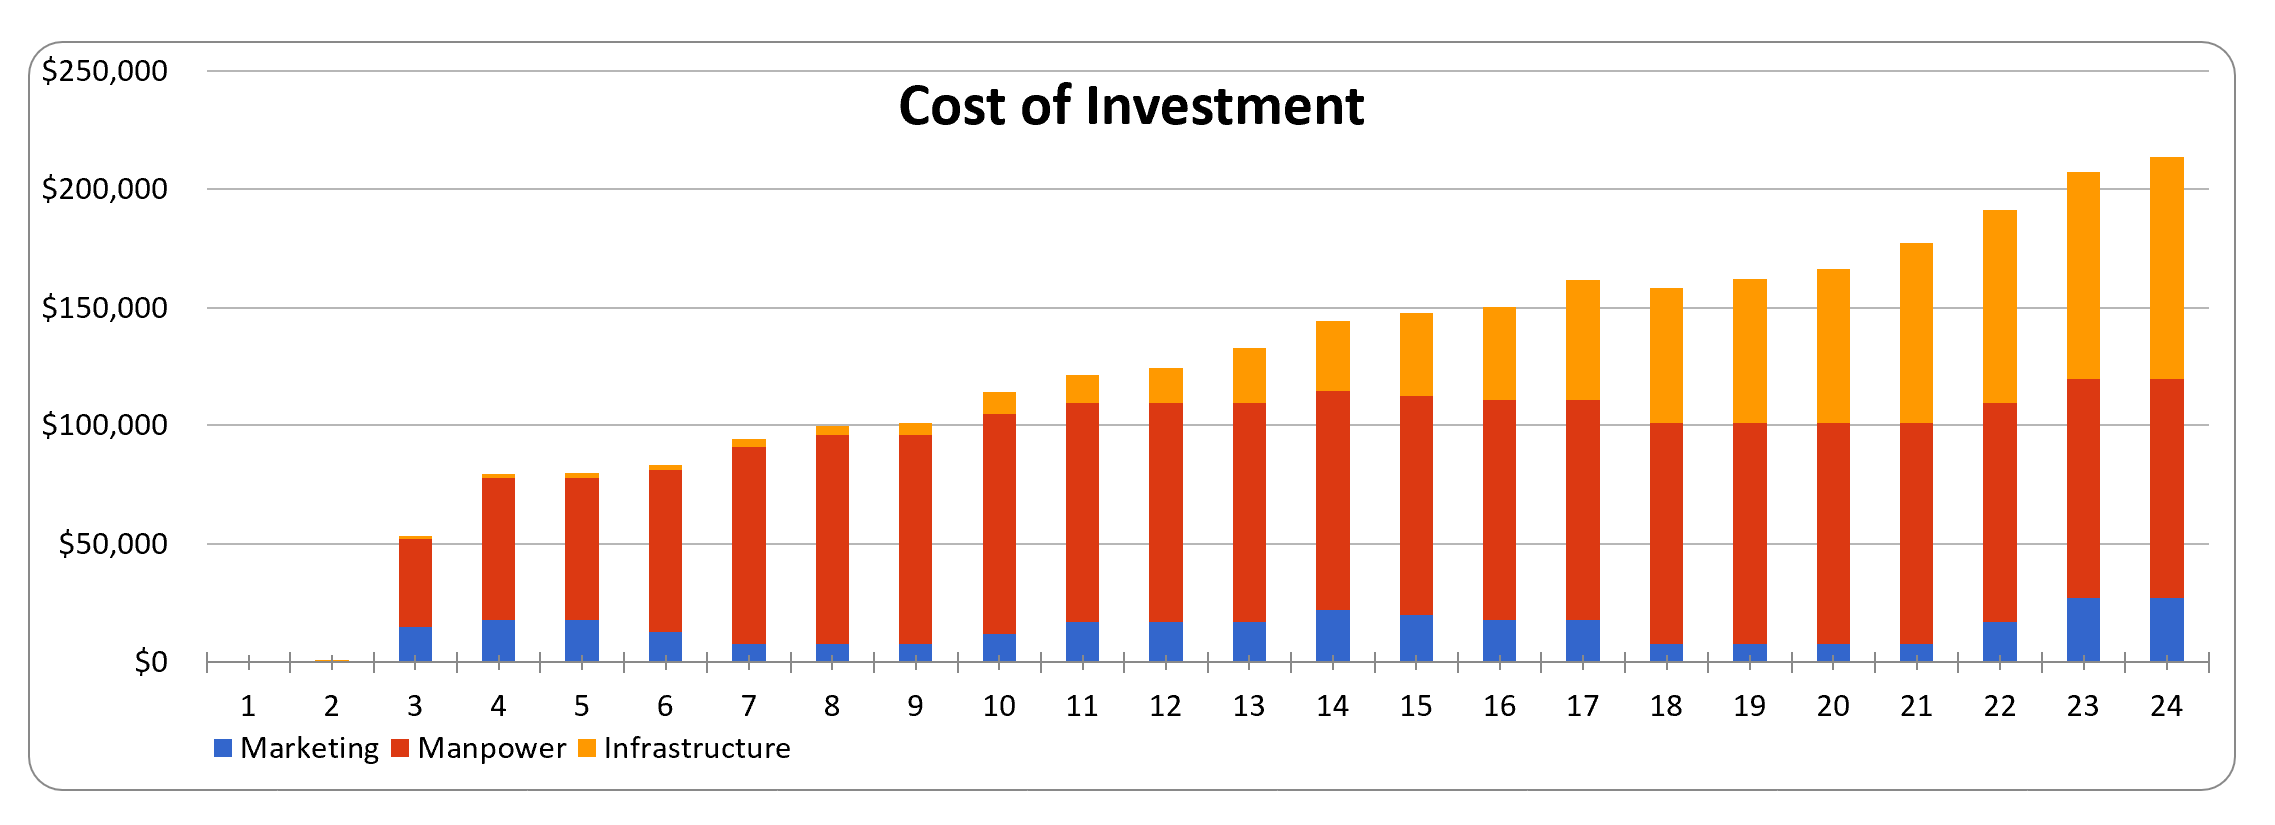 Cost of Investment
$250,000
$200,000
$150,000
$100,000
$50,000
$0
1 2 3 4 5 6 7 8 9 10 11 12 13 14 15 16 17 18 19 20 21 22 23 24
Marketing Manpower Infrastructure